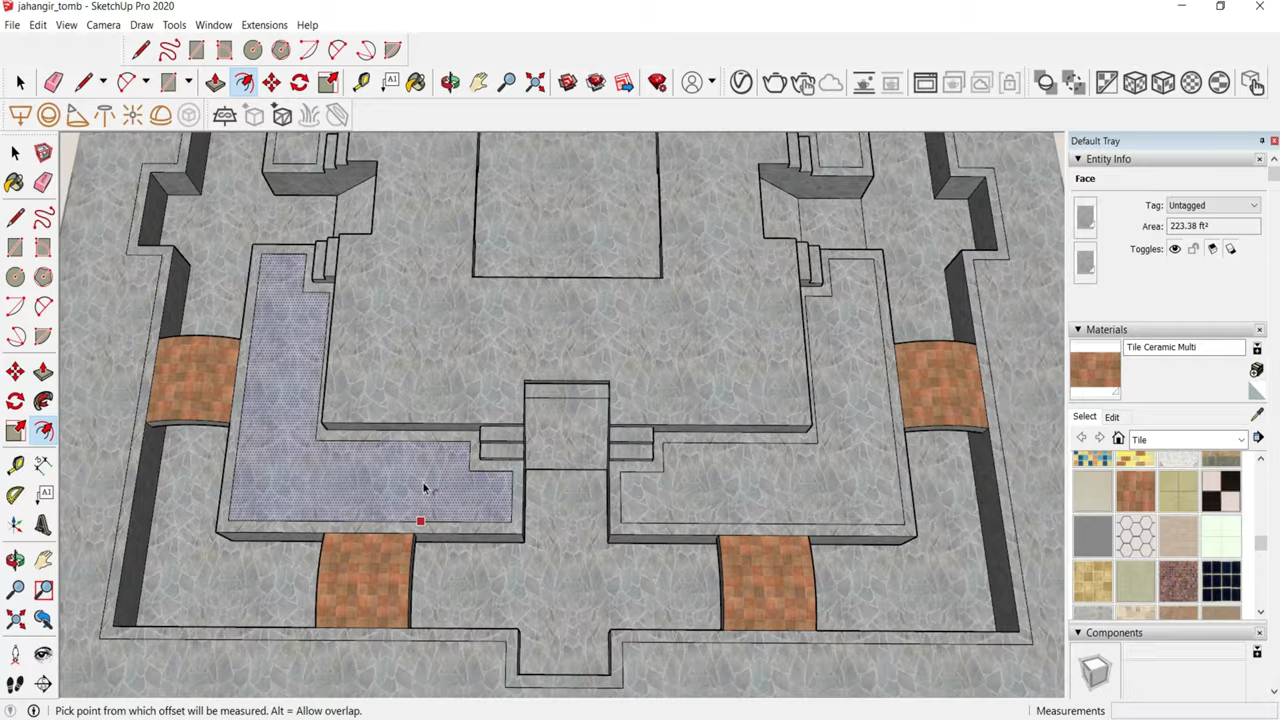 jahangir_tomb - SketchUp Pro 2020
File Edit View Camera Draw Tools Window Extensions Help
Default Tray
Entity Info
Face
Tag: Untagged
Area: 223.38 ft²
Toggles:
Materials
Tile Ceramic Multi
Select Edit
Tile
Components
Pick point from which offset will be measured. Alt = Allow overlap.
Measurements